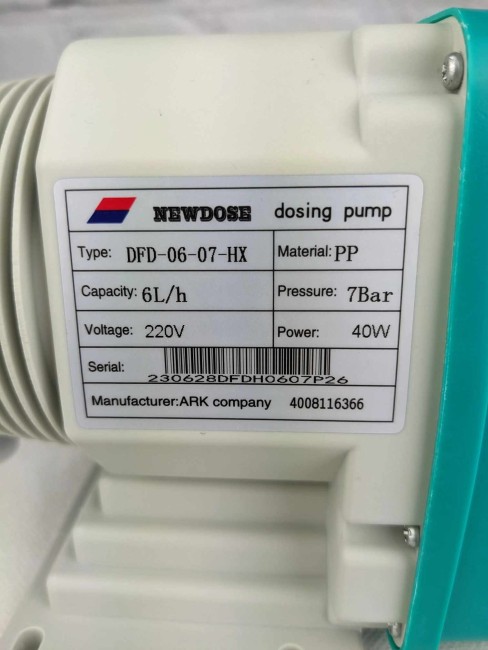 NEWDOSE dosing pump
Type: DFD-06-07-HX Material: PP
Capacity: 6L/h Pressure: 7Bar
Voltage: 220V Power: 40W
Serial:
230628DFDH0607P26
Manufacturer:ARK company 4008116366